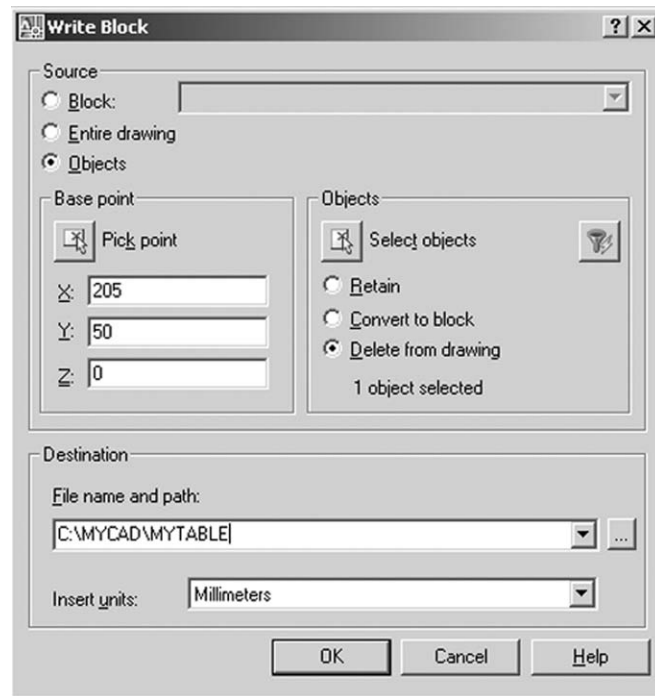 Write Block
Source
Block:
Entire drawing
Objects
Base point
Pick point
X: 205
Y: 50
Z: 0
Objects
Select objects
Retain
Convert to block
Delete from drawing
1 object selected
Destination
File name and path:
C:\MYCAD\MYTABLE
...
Insert units: Millimeters
OK Cancel Help